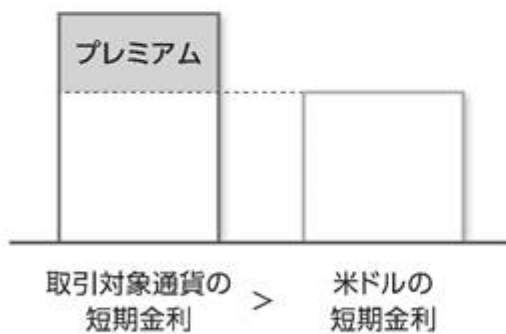 プレミアム
取引対象通貨の
短期金利
>
米ドルの
短期金利